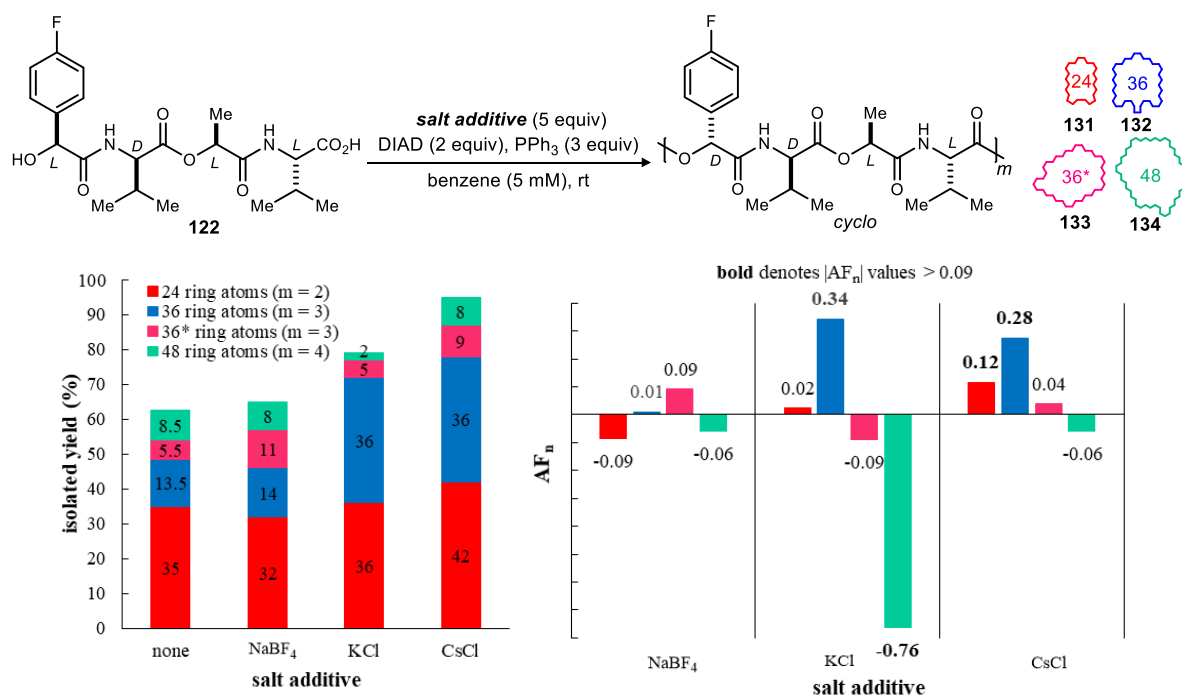 F
F
HO
L
O
H
N
D
O
O
Me
L
O
H
N
L
CO2H
Me
Me
Me
Me
122
salt additive (5 equiv)
DIAD (2 equiv), PPh3 (3 equiv)
benzene (5 mM), rt
O
D
O
H
N
D
O
O
Me
L
O
H
N
L
O
m
Me
Me
Me
Me
cyclo
24
131
36
132
36*
133
48
134
100
90
80
70
60
50
40
30
20
10
0
isolated yield (%)
24 ring atoms (m = 2)
36 ring atoms (m = 3)
36* ring atoms (m = 3)
48 ring atoms (m = 4)
8.5
5.5
13.5
35
8
11
14
32
2
5
36
36
8
9
36
42
none
NaBF4
KCl
CsCl
salt additive
bold denotes |AFn| values > 0.09
AFn
-0.09
0.01
0.09
-0.06
0.02
0.34
-0.09
-0.76
0.12
0.28
0.04
-0.06
NaBF4
KCl
CsCl
salt additive